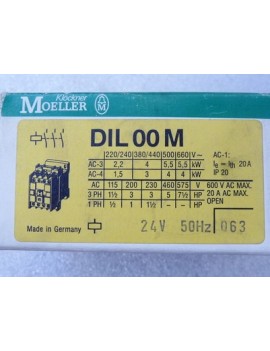 Klöckner
MOELLER
DIL 00 M
220/240 380/440 500 660 V~
AC-3 2,2 4 5,5 5,5 kW
AC-4 1,5 3 4 4 kW
AC-1:
Ie = Ith 20 A
IP 20
AC 115 200 230 460 575 V
3 PH 1½ 3 3 5 7½ HP
1 PH ½ 1 1½ - - HP
600 V AC MAX.
20 A AC MAX.
OPEN
Made in Germany
24V 50Hz 063